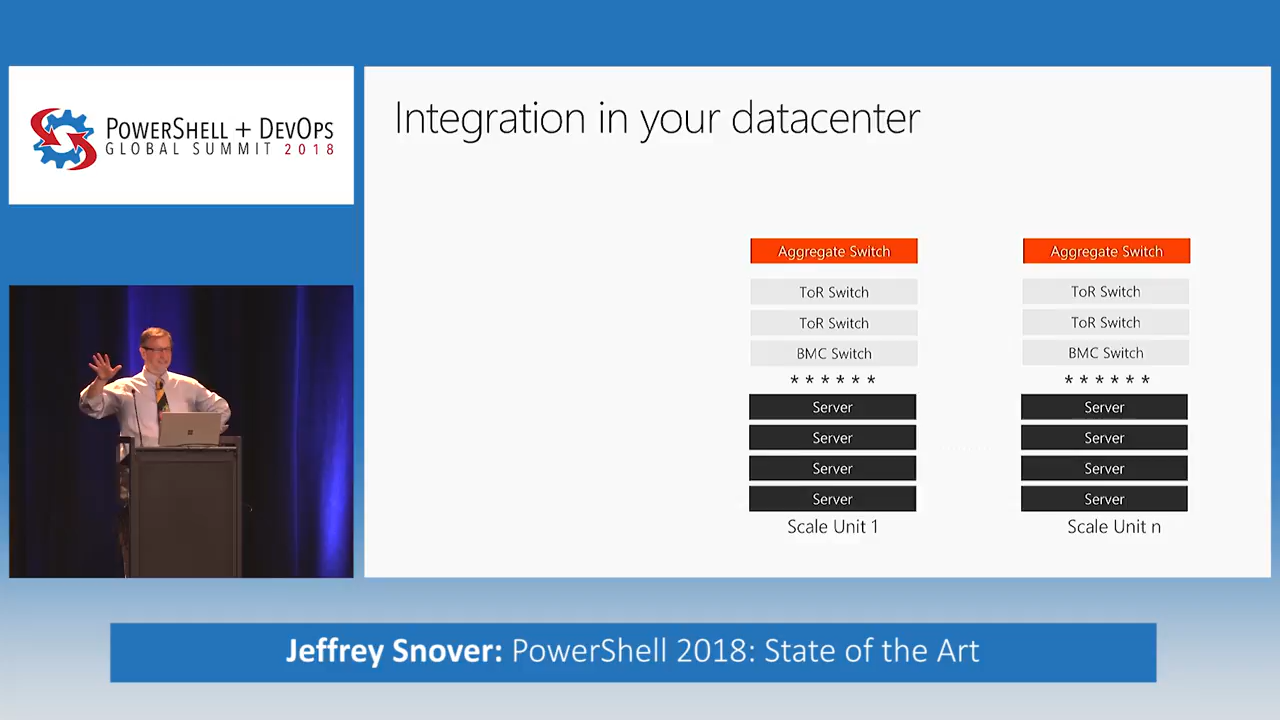 POWERSHELL + DEVOPS
GLOBAL SUMMIT 2018
Integration in your datacenter
Aggregate Switch
ToR Switch
ToR Switch
BMC Switch
* * * * * *
Server
Server
Server
Server
Scale Unit 1
Aggregate Switch
ToR Switch
ToR Switch
BMC Switch
* * * * * *
Server
Server
Server
Server
Scale Unit n
Jeffrey Snover: PowerShell 2018: State of the Art